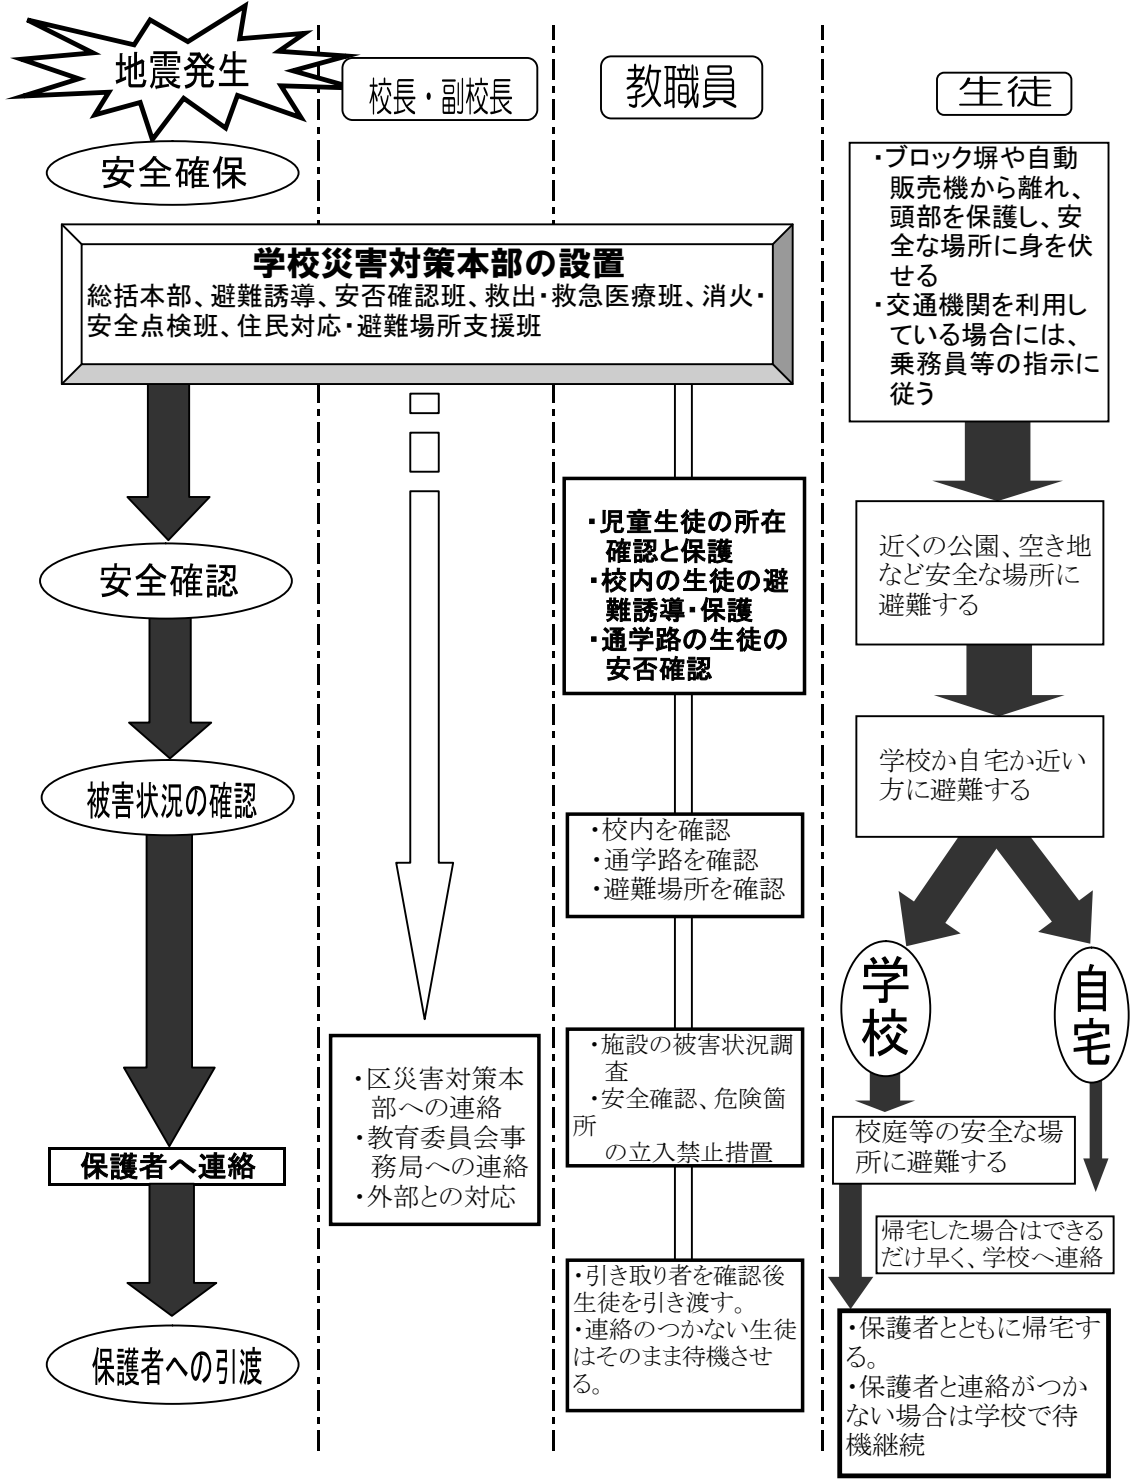 地震発生
校長・副校長
教職員
生徒
安全確保
学校災害対策本部の設置
総括本部、避難誘導、安否確認班、救出・救急医療班、消火・
安全点検班、住民対応・避難場所支援班
・ブロック塀や自動
販売機から離れ、
頭部を保護し、安
全な場所に身を伏
せる
・交通機関を利用し
ている場合には、
乗務員等の指示に
従う
安全確認
・児童生徒の所在
確認と保護
・校内の生徒の避
難誘導・保護
・通学路の生徒の
安否確認
近くの公園、空き地
など安全な場所に
避難する
被害状況の確認
・校内を確認
・通学路を確認
・避難場所を確認
学校か自宅か近い
方に避難する
学校
自宅
・区災害対策本
部への連絡
・教育委員会事
務局への連絡
・外部との対応
・施設の被害状況調
査
・安全確認、危険箇
所
の立入禁止措置
校庭等の安全な場
所に避難する
保護者へ連絡
帰宅した場合はできる
だけ早く、学校へ連絡
保護者への引渡
・引き取り者を確認後
生徒を引き渡す。
・連絡のつかない生徒
はそのまま待機させ
る。
・保護者とともに帰宅す
る。
・保護者と連絡がつか
ない場合は学校で待
機継続